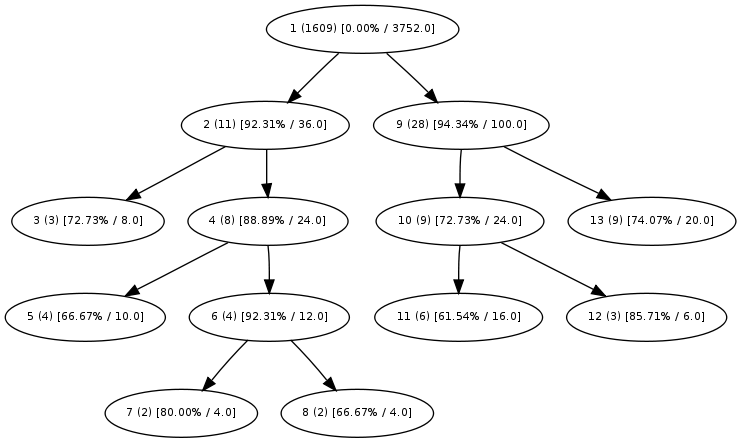 1 (1609) [0.00% / 3752.0]
2 (11) [92.31% / 36.0]
9 (28) [94.34% / 100.0]
3 (3) [72.73% / 8.0]
4 (8) [88.89% / 24.0]
10 (9) [72.73% / 24.0]
13 (9) [74.07% / 20.0]
5 (4) [66.67% / 10.0]
6 (4) [92.31% / 12.0]
11 (6) [61.54% / 16.0]
12 (3) [85.71% / 6.0]
7 (2) [80.00% / 4.0]
8 (2) [66.67% / 4.0]